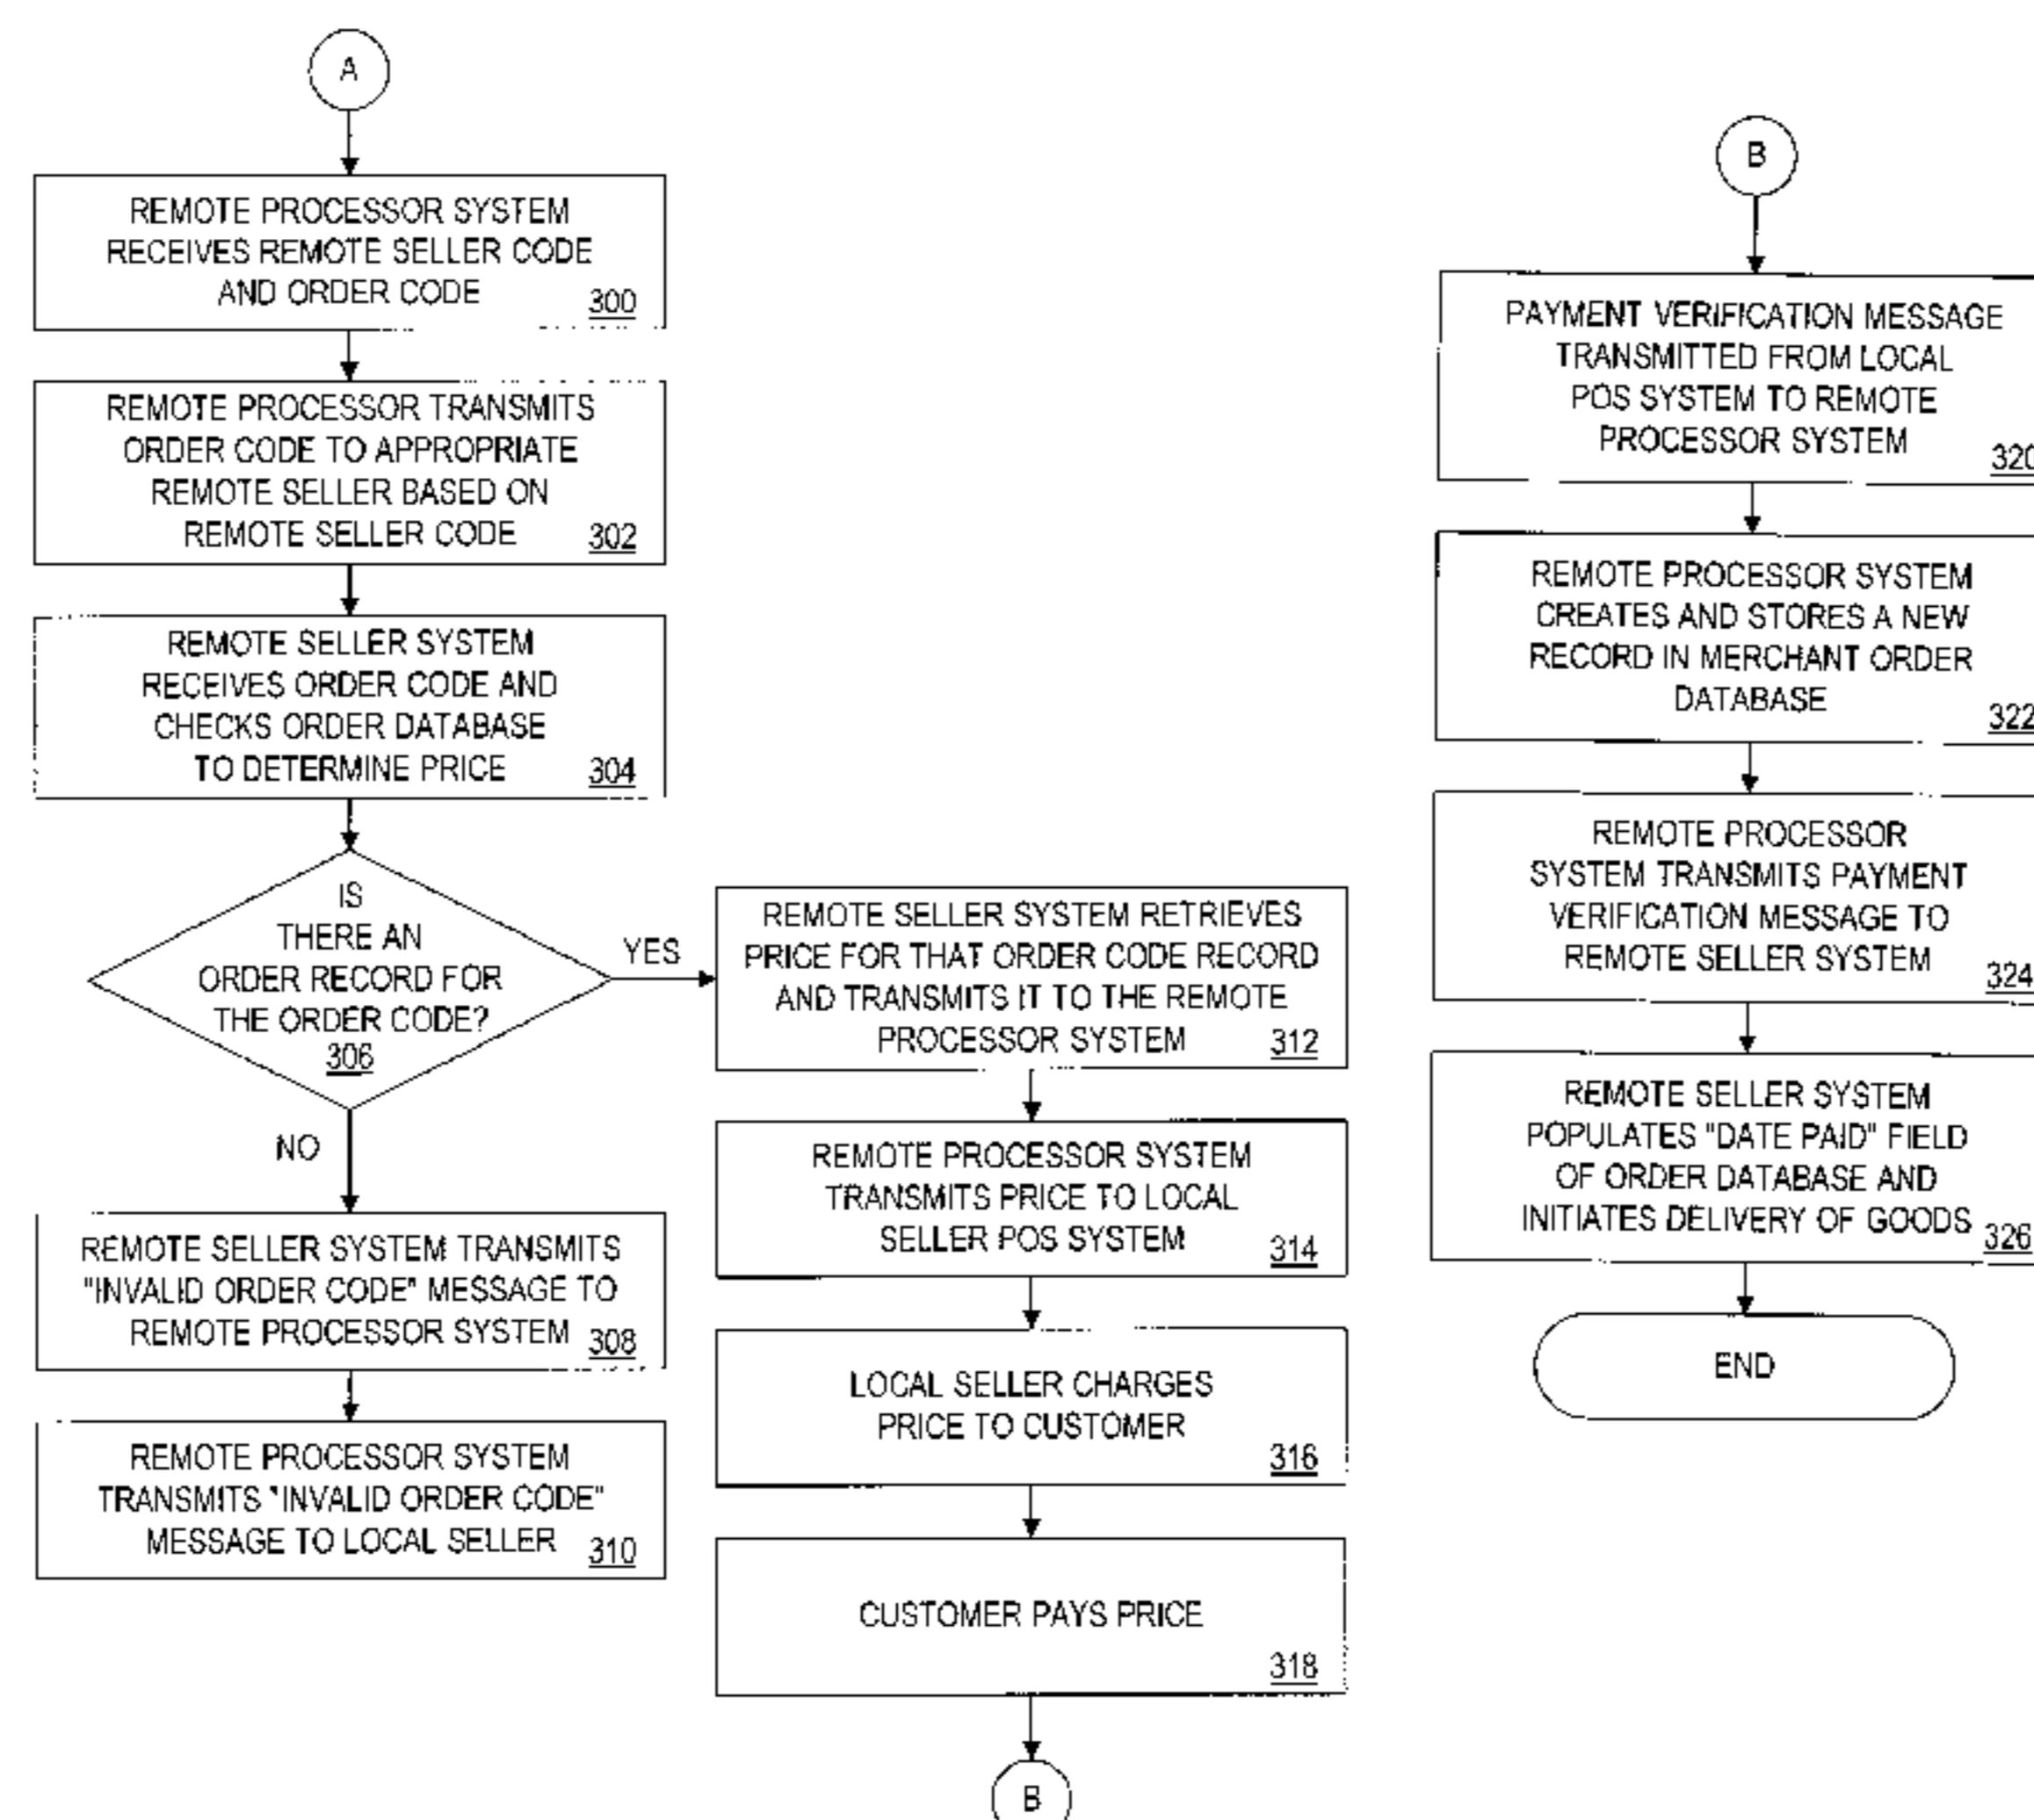 A
REMOTE PROCESSOR SYSTEM
RECEIVES REMOTE SELLER CODE
AND ORDER CODE
300
REMOTE PROCESSOR TRANSMITS
ORDER CODE TO APPROPRIATE
REMOTE SELLER BASED ON
REMOTE SELLER CODE
302
REMOTE SELLER SYSTEM
RECEIVES ORDER CODE AND
CHECKS ORDER DATABASE
TO DETERMINE PRICE
304
IS
THERE AN
ORDER RECORD FOR
THE ORDER CODE?
306
NO
REMOTE SELLER SYSTEM TRANSMITS
"INVALID ORDER CODE" MESSAGE TO
REMOTE PROCESSOR SYSTEM
308
REMOTE PROCESSOR SYSTEM
TRANSMITS "INVALID ORDER CODE"
MESSAGE TO LOCAL SELLER
310
YES
REMOTE SELLER SYSTEM RETRIEVES
PRICE FOR THAT ORDER CODE RECORD
AND TRANSMITS IT TO THE REMOTE
PROCESSOR SYSTEM
312
REMOTE PROCESSOR SYSTEM
TRANSMITS PRICE TO LOCAL
SELLER POS SYSTEM
314
LOCAL SELLER CHARGES
PRICE TO CUSTOMER
316
CUSTOMER PAYS PRICE
318
B
B
PAYMENT VERIFICATION MESSAGE
TRANSMITTED FROM LOCAL
POS SYSTEM TO REMOTE
PROCESSOR SYSTEM
320
REMOTE PROCESSOR SYSTEM
CREATES AND STORES A NEW
RECORD IN MERCHANT ORDER
DATABASE
322
REMOTE PROCESSOR
SYSTEM TRANSMITS PAYMENT
VERIFICATION MESSAGE TO
REMOTE SELLER SYSTEM
324
REMOTE SELLER SYSTEM
POPULATES "DATE PAID" FIELD
OF ORDER DATABASE AND
INITIATES DELIVERY OF GOODS
326
END